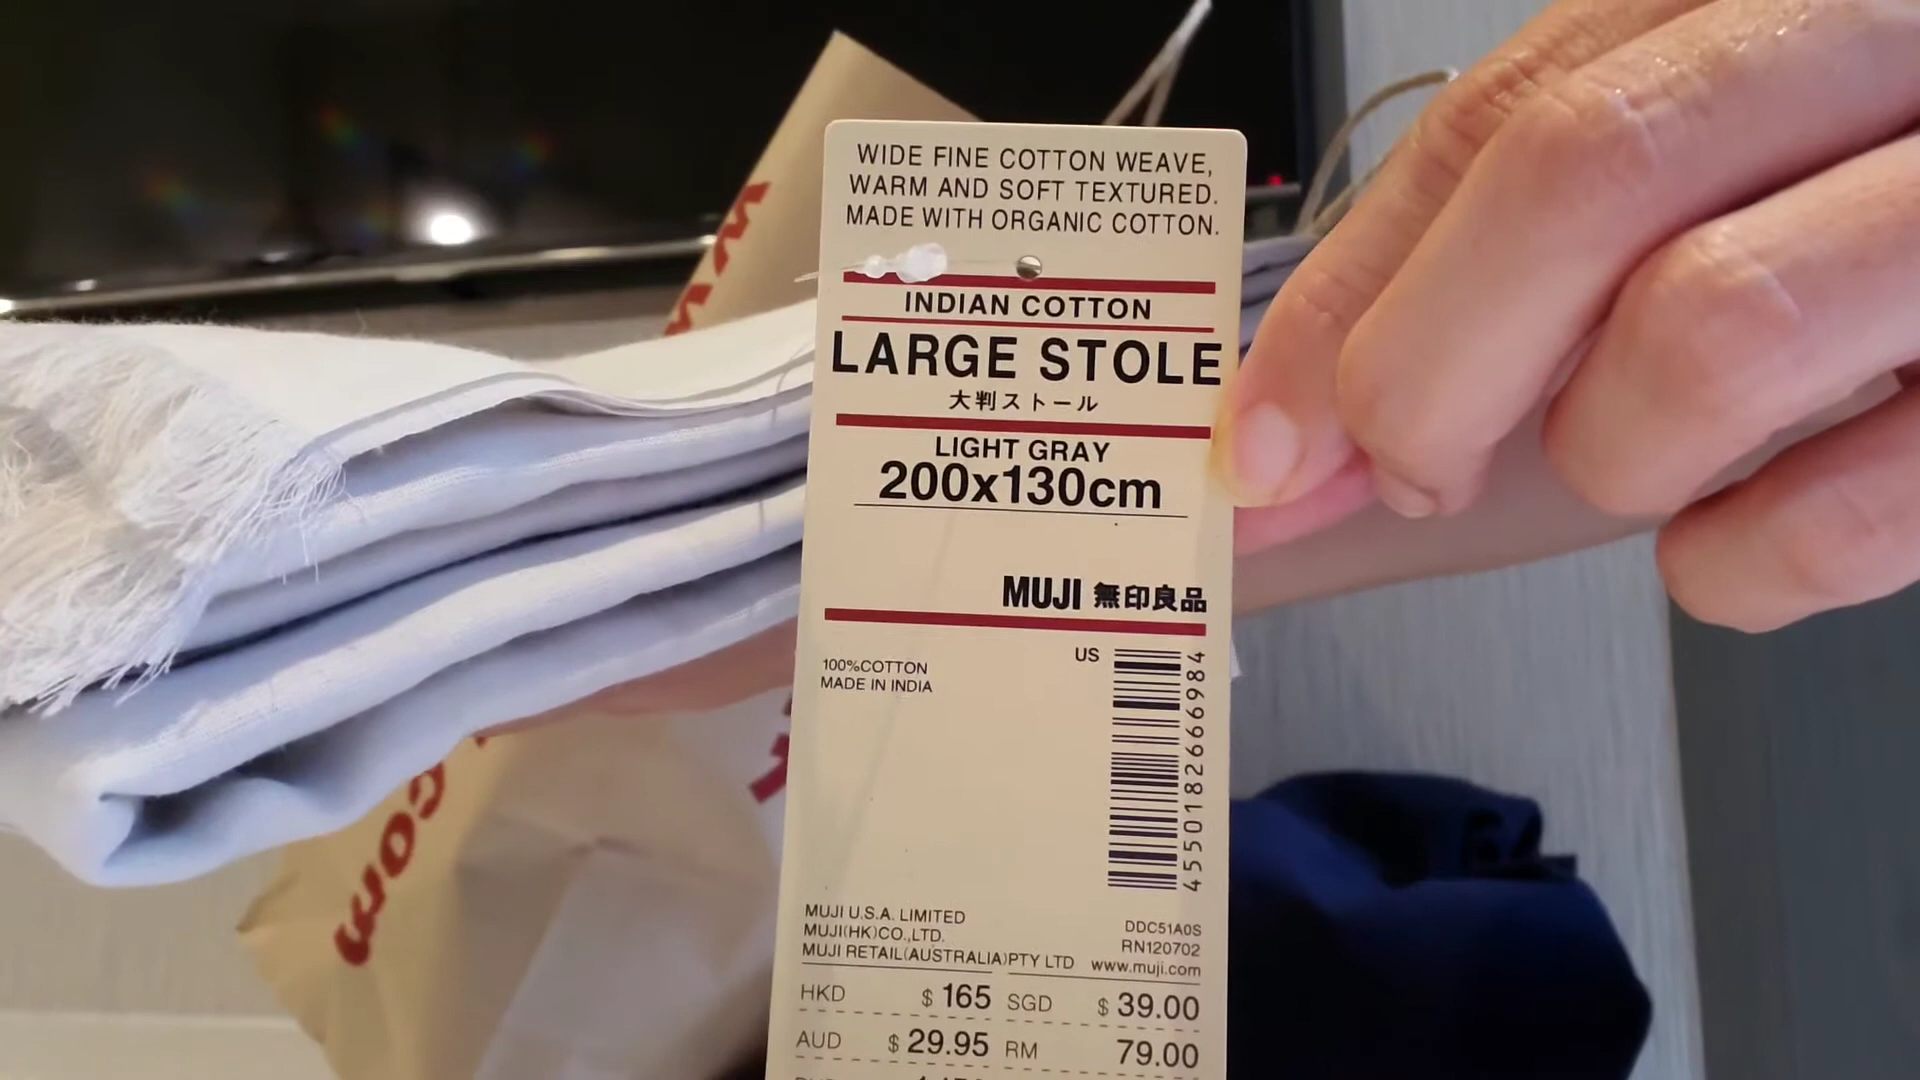 WIDE FINE COTTON WEAVE,
WARM AND SOFT TEXTURED.
MADE WITH ORGANIC COTTON.
INDIAN COTTON
LARGE STOLE
大判ストール
LIGHT GRAY
200x130cm
MUJI 無印良品
US
100%COTTON
MADE IN INDIA
4550182666984
MUJI U.S.A. LIMITED
MUJI(HK)CO.,LTD.
MUJI RETAIL(AUSTRALIA)PTY LTD
DDC51A0S
RN120702
www.muji.com
HKD $ 165 SGD $ 39.00
AUD $ 29.95 RM 79.00
com